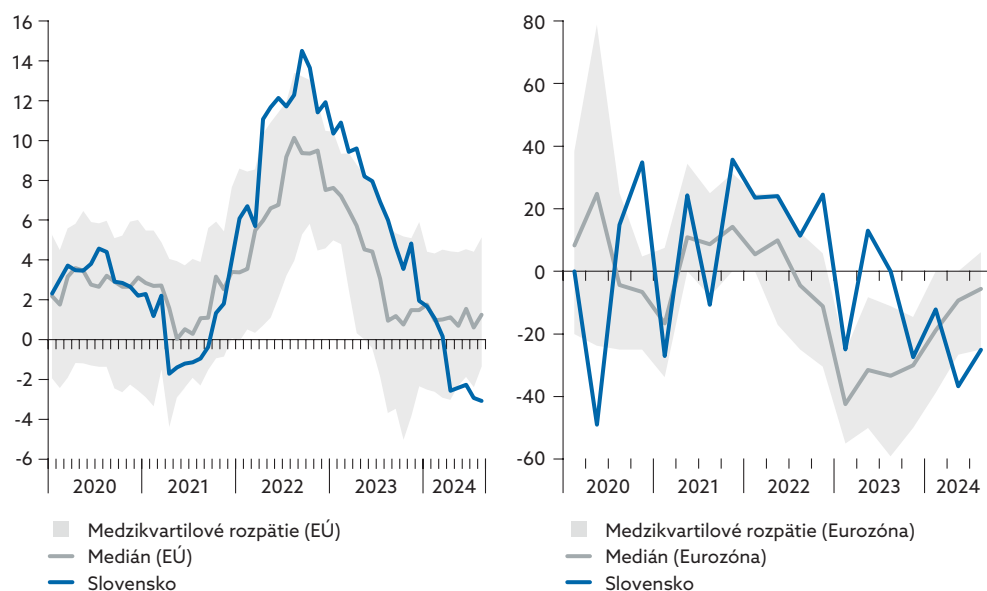 16
14
12
10
8
6
4
2
0
-2
-4
-6
2020 2021 2022 2023 2024
Medzikvartilové rozpätie (EÚ)
Medián (EÚ)
Slovensko
80
60
40
20
0
-20
-40
-60
2020 2021 2022 2023 2024
Medzikvartilové rozpätie (Eurozóna)
Medián (Eurozóna)
Slovensko